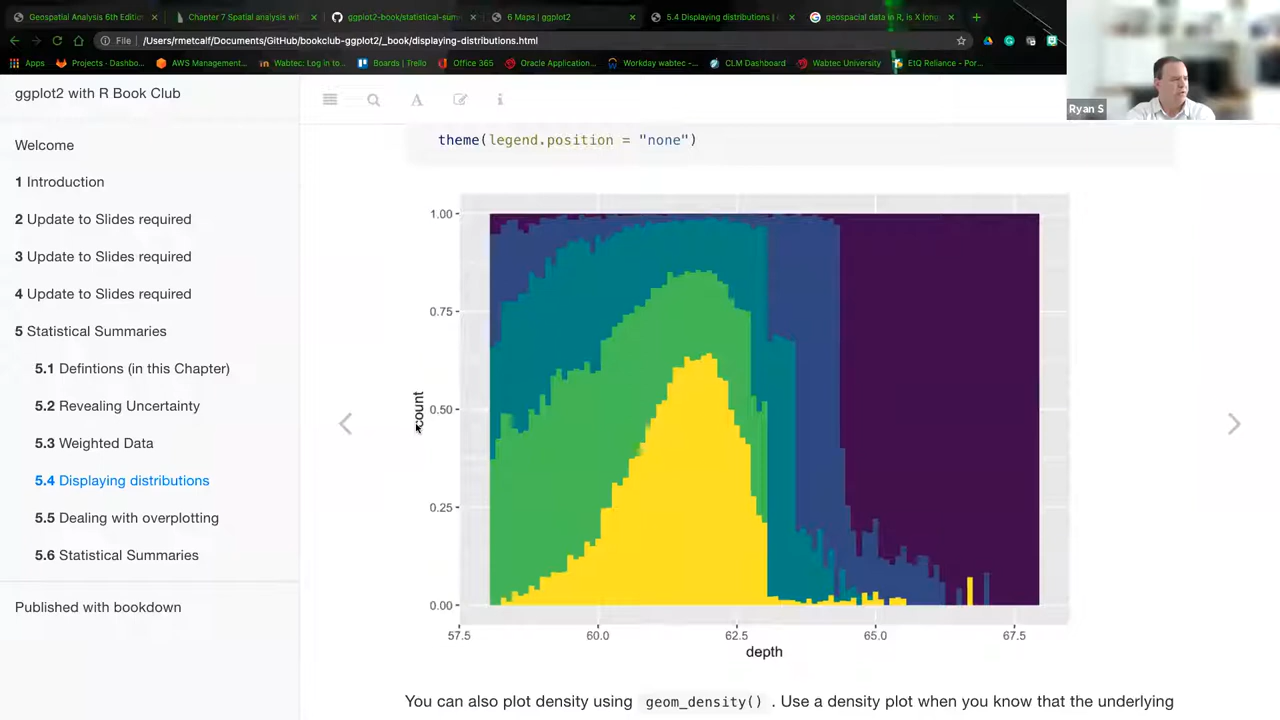 Geospatial Analysis 6th Editio
Chapter 7 Spatial analysis wit
ggplot2-book/statistical-sum
6 Maps | ggplot2
5.4 Displaying distributions |
geospacial data in R, is X long
File | /Users/rmetcalf/Documents/GitHub/bookclub-ggplot2/_book/displaying-distributions.html
Apps
Projects · Dashbo...
AWS Management...
Wabtec: Log in to...
Boards | Trello
Office 365
Oracle Application...
Workday wabtec -...
CLM Dashboard
Wabtec University
EtQ Reliance - Por...
Ryan S
ggplot2 with R Book Club
Welcome
1 Introduction
2 Update to Slides required
3 Update to Slides required
4 Update to Slides required
5 Statistical Summaries
5.1 Defintions (in this Chapter)
5.2 Revealing Uncertainty
5.3 Weighted Data
5.4 Displaying distributions
5.5 Dealing with overplotting
5.6 Statistical Summaries
Published with bookdown
theme(legend.position = "none")
1.00
0.75
0.50
0.25
0.00
count
57.5
60.0
62.5
65.0
67.5
depth
You can also plot density using geom_density() . Use a density plot when you know that the underlying